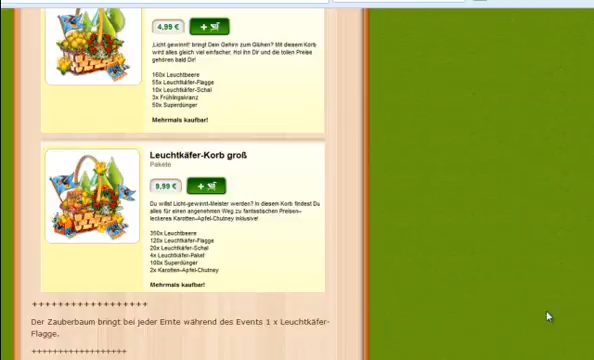 4,99 €
+
„Licht gewinnt! bringt Dein Gehirn zum Glühen? Mit diesem Korb
wird alles gleich viel einfacher. Hol ihn Dir und die tollen Preise
gehören bald Dir!
160x Leuchtbeere
55x Leuchtkäfer-Flagge
10x Leuchtkäfer-Schal
3x Frühlingskranz
50x Superdünger
Mehrmals kaufbar!
Leuchtkäfer-Korb groß
Pakete
9,99 €
+
Du willst Licht-gewinnt-Meister werden? In diesem Korb findest Du
alles für einen angenehmen Weg zu fantastischen Preisen–
leckeres Karotten-Apfel-Chutney inklusive!
350x Leuchtbeere
120x Leuchtkäfer-Flagge
20x Leuchtkäfer-Schal
4x Leuchtkäfer-Paket
100x Superdünger
2x Karotten-Apfel-Chutney
Mehrmals kaufbar!
++++++++++++++++++
Der Zauberbaum bringt bei jeder Ernte während des Events 1 x Leuchtkäfer-
Flagge.
++++++++++++++++++